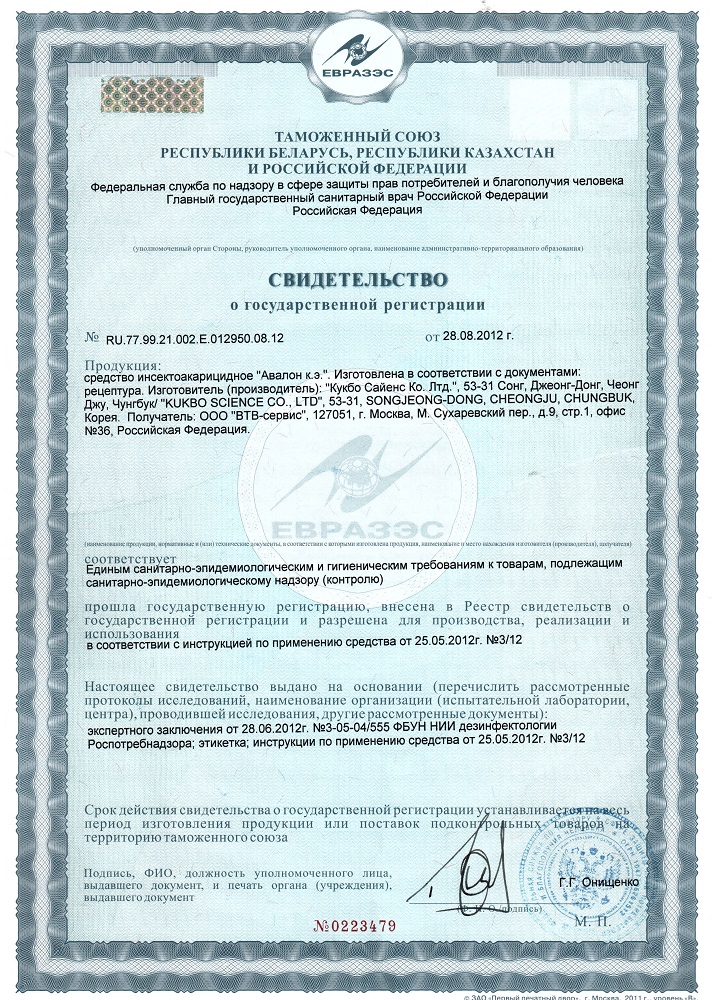 ЕВРАЗЭС
ТАМОЖЕННЫЙ СОЮЗ
РЕСПУБЛИКИ БЕЛАРУСЬ, РЕСПУБЛИКИ КАЗАХСТАН
И РОССИЙСКОЙ ФЕДЕРАЦИИ
Федеральная служба по надзору в сфере защиты прав потребителей и благополучия человека
Главный государственный санитарный врач Российской Федерации
Российская Федерация
(уполномоченный орган Стороны, руководитель уполномоченного органа, наименование административно-территориального образования)
СВИДЕТЕЛЬСТВО
о государственной регистрации
№ RU.77.99.21.002.Е.012950.08.12 от 28.08.2012 г.
Продукция:
средство инсектоакарицидное "Авалон к.э.". Изготовлена в соответствии с документами:
рецептура. Изготовитель (производитель): "Кукбо Сайенс Ко. Лтд.", 53-31 Сонг, Джеонг-Донг, Чеонг
Джу, Чунгбук/ "KUKBO SCIENCE CO., LTD", 53-31, SONGJEONG-DONG, CHEONGJU, CHUNGBUK,
Корея. Получатель: ООО "ВТВ-сервис", 127051, г. Москва, М. Сухаревский пер., д.9, стр.1, офис
№36, Российская Федерация.
ЕВРАЗЭС
(наименование продукции, нормативные и (или) технические документы, в соответствии с которыми изготовлена продукция, наименование и место нахождения изготовителя (производителя), получателя)
соответствует
Единым санитарно-эпидемиологическим и гигиеническим требованиям к товарам, подлежащим
санитарно-эпидемиологическому надзору (контролю)
прошла государственную регистрацию, внесена в Реестр свидетельств о
государственной регистрации и разрешена для производства, реализации и
использования
в соответствии с инструкцией по применению средства от 25.05.2012г. №3/12
Настоящее свидетельство выдано на основании (перечислить рассмотренные
протоколы исследований, наименование организации (испытательной лаборатории,
центра), проводившей исследования, другие рассмотренные документы):
экспертного заключения от 28.06.2012г. №3-05-04/555 ФБУН НИИ дезинфектологии
Роспотребнадзора; этикетка; инструкции по применению средства от 25.05.2012г. №3/12
Срок действия свидетельства о государственной регистрации устанавливается на весь
период изготовления продукции или поставок подконтрольных товаров на
территорию таможенного союза
Подпись, ФИО, должность уполномоченного лица,
выдавшего документ, и печать органа (учреждения),
выдавшего документ
Г.Г. Онищенко
(Ф. И. О./подпись)
М. П.
№0223479
© ЗАО «Первый печатный двор», г. Москва, 2011 г., уровень «В».